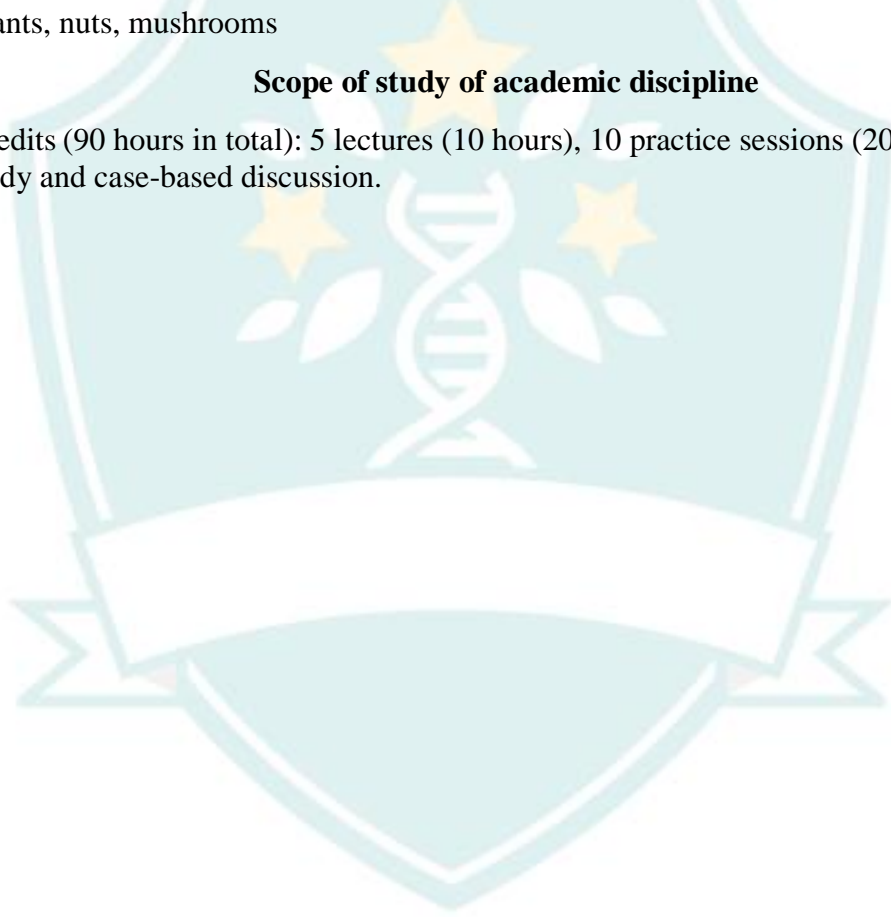 ants, nuts, mushrooms
Scope of study of academic discipline
edits (90 hours in total): 5 lectures (10 hours), 10 practice sessions (20
dy and case-based discussion.